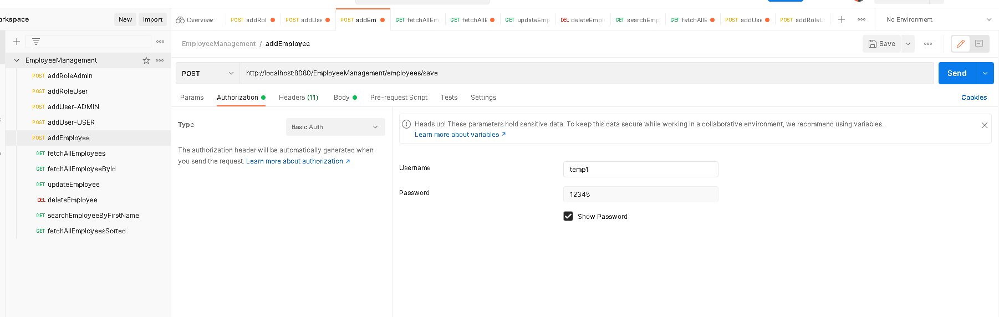 orkspace
New
Import
Overview
POST addRol
POST addUse
POST addEm
GET fetchAllEm
GET fetchAllE
GET updateEmp
DEL deleteEmpl
GET searchEmp
GET fetchAllE
POST addUse
POST addRoleU
No Environment
EmployeeManagement / addEmployee
Save
EmployeeManagement
POST addRoleAdmin
POST addRoleUser
POST addUser-ADMIN
POST addUser-USER
POST addEmployee
GET fetchAllEmployees
GET fetchAllEmployeeById
GET updateEmployee
DEL deleteEmployee
GET searchEmployeeByFirstName
GET fetchAllEmployeesSorted
POST
http://localhost:8080/EmployeeManagement/employees/save
Send
Params
Authorization
Headers (11)
Body
Pre-request Script
Tests
Settings
Cookies
Type
Basic Auth
The authorization header will be automatically generated when
you send the request. Learn more about authorization ↗
Heads up! These parameters hold sensitive data. To keep this data secure while working in a collaborative environment, we recommend using variables.
Learn more about variables ↗
Username
temp1
Password
12345
Show Password